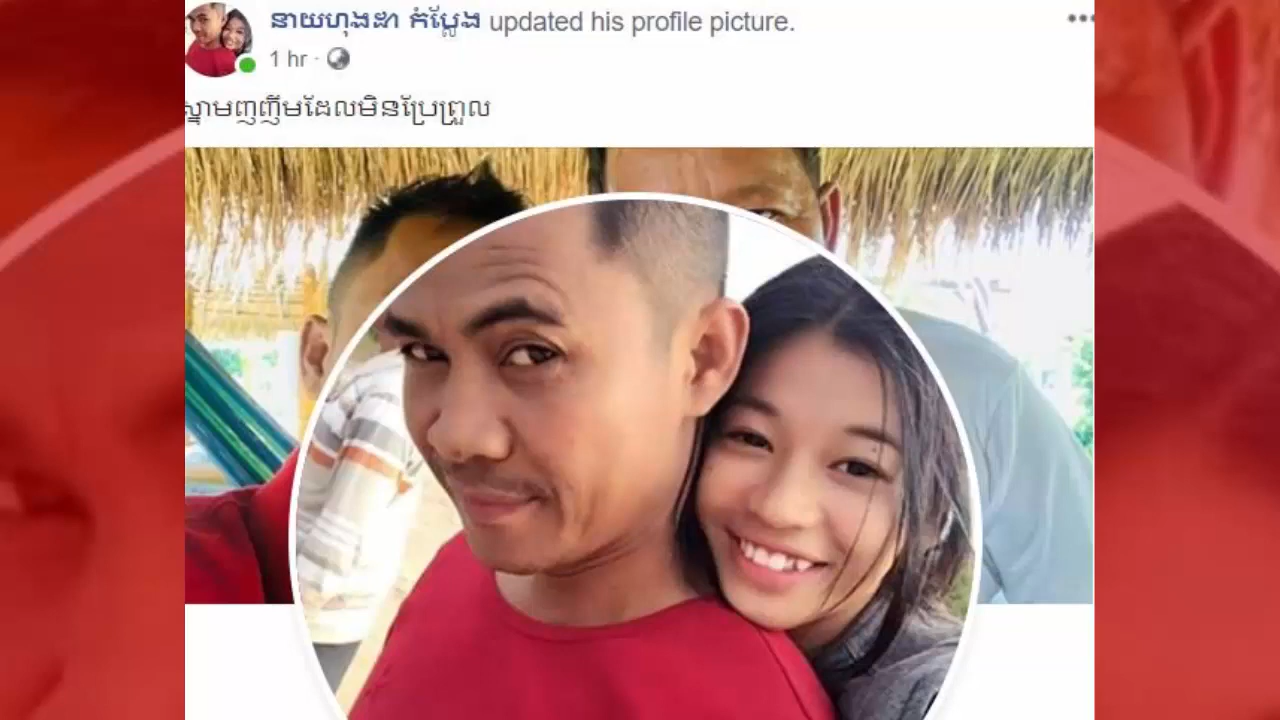 នាយហុងដា កំប្លែង updated his profile picture.
1 hr ·
ស្នាមញញឹមដែលមិនប្រែព្រួល